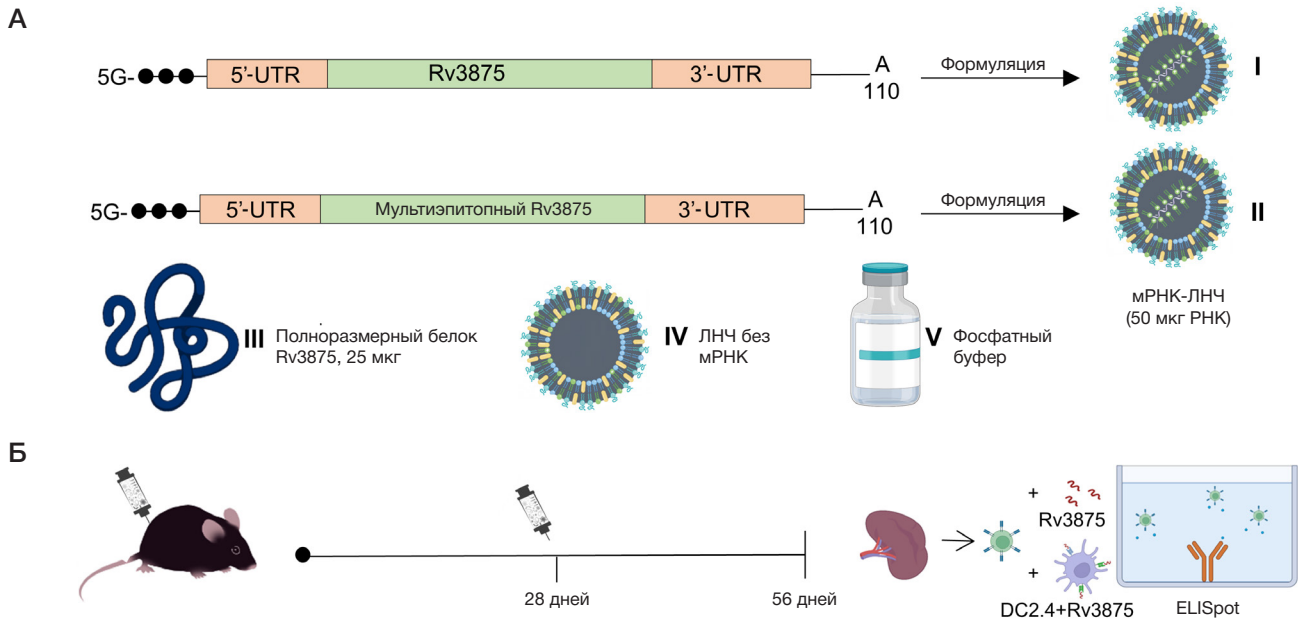 А
5G-
5’-UTR
Rv3875
3’-UTR
A
110
Формуляция
I
5G-
5’-UTR
Мультиэпитопный Rv3875
3’-UTR
A
110
Формуляция
II
III
Полноразмерный белок
Rv3875, 25 мкг
IV
ЛНЧ без
мРНК
V
Фосфатный
буфер
мРНК-ЛНЧ
(50 мкг РНК)
Б
28 дней
56 дней
+
Rv3875
+
DC2.4+Rv3875
ELISpot